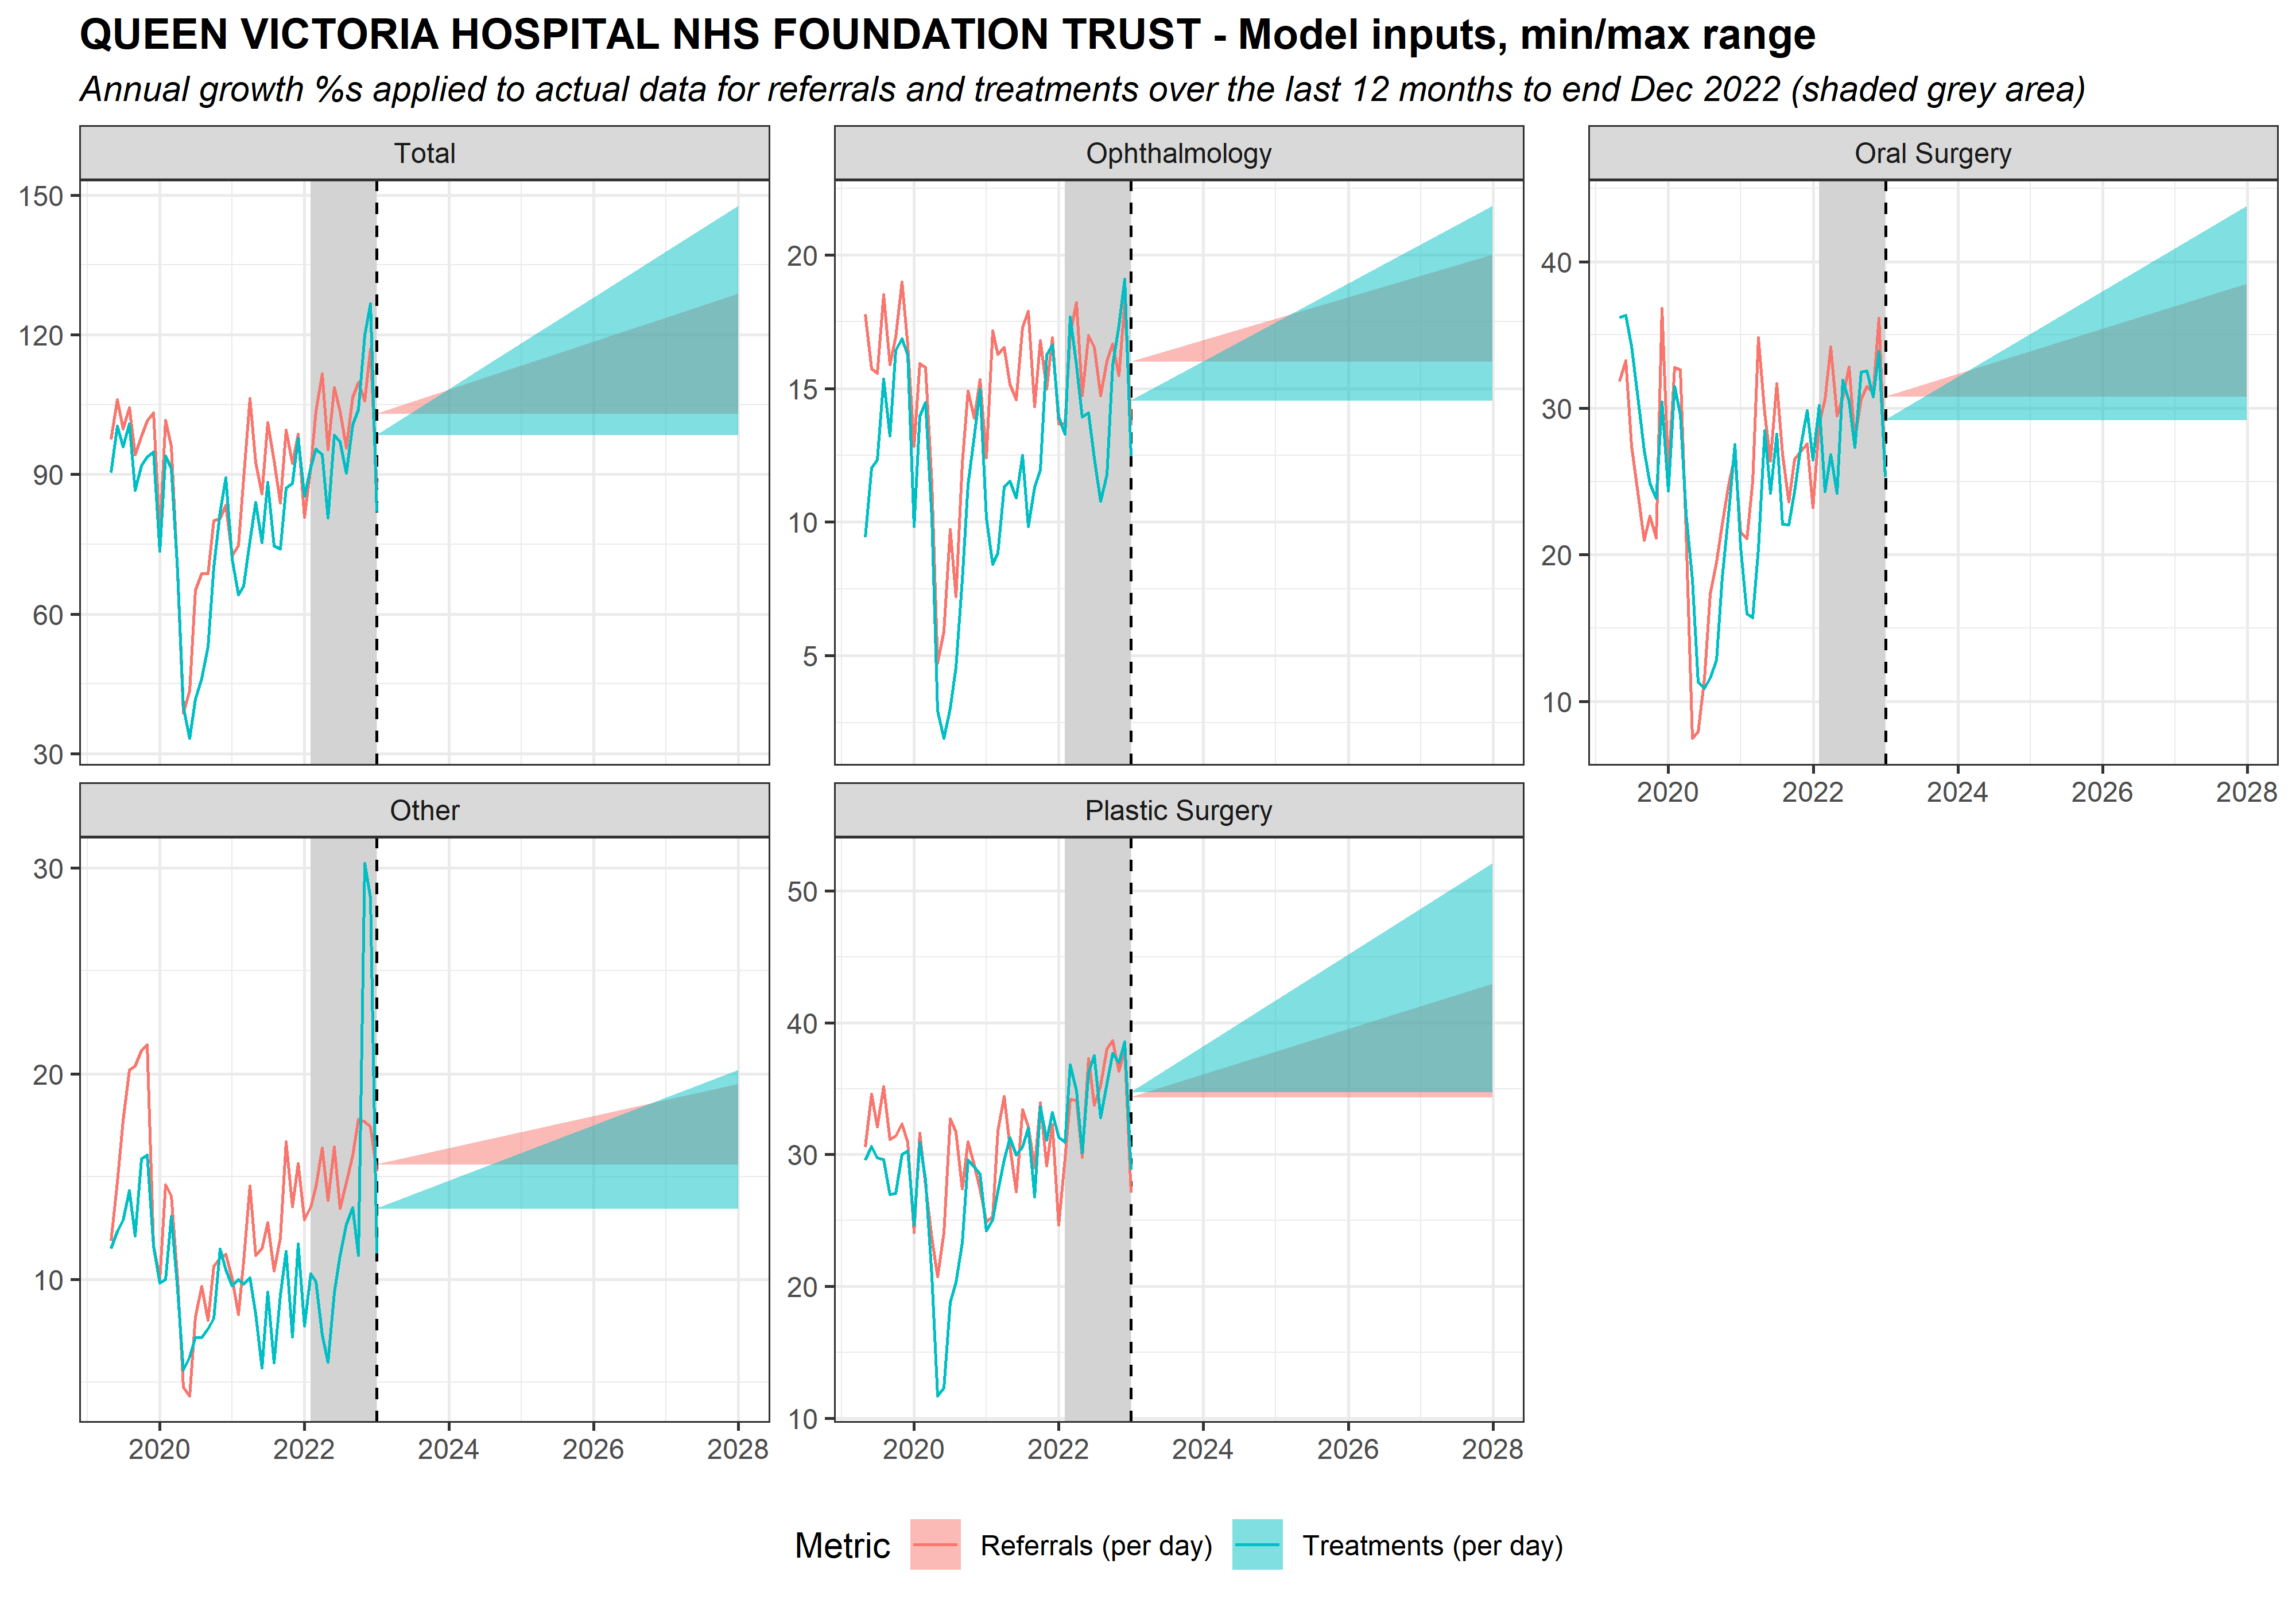 QUEEN VICTORIA HOSPITAL NHS FOUNDATION TRUST - Model inputs, min/max range
Annual growth %s applied to actual data for referrals and treatments over the last 12 months to end Dec 2022 (shaded grey area)
Total
150
120
90
60
30
Ophthalmology
20
15
10
5
Oral Surgery
40
30
20
10
2020 2022 2024 2026 2028
Other
30
20
10
2020 2022 2024 2026 2028
Plastic Surgery
50
40
30
20
10
2020 2022 2024 2026 2028
Metric Referrals (per day) Treatments (per day)